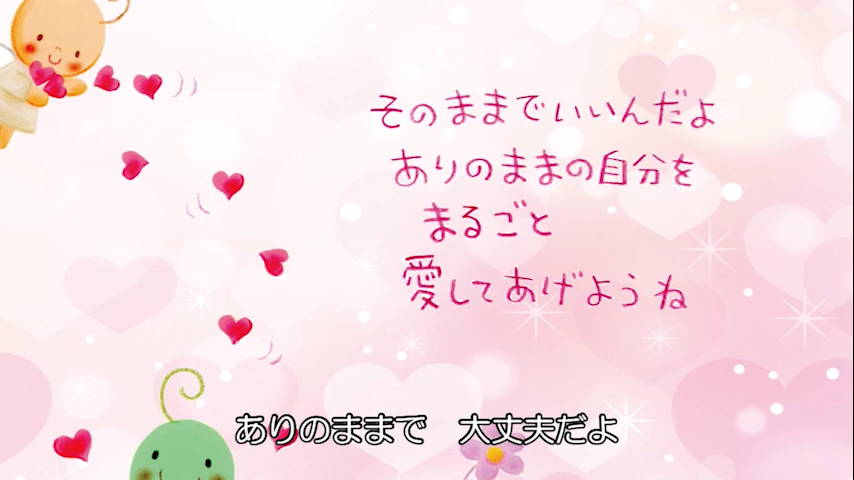 そのままでいいんだよ
ありのままの自分を
まるごと
愛してあげようね
ありのままで　大丈夫だよ